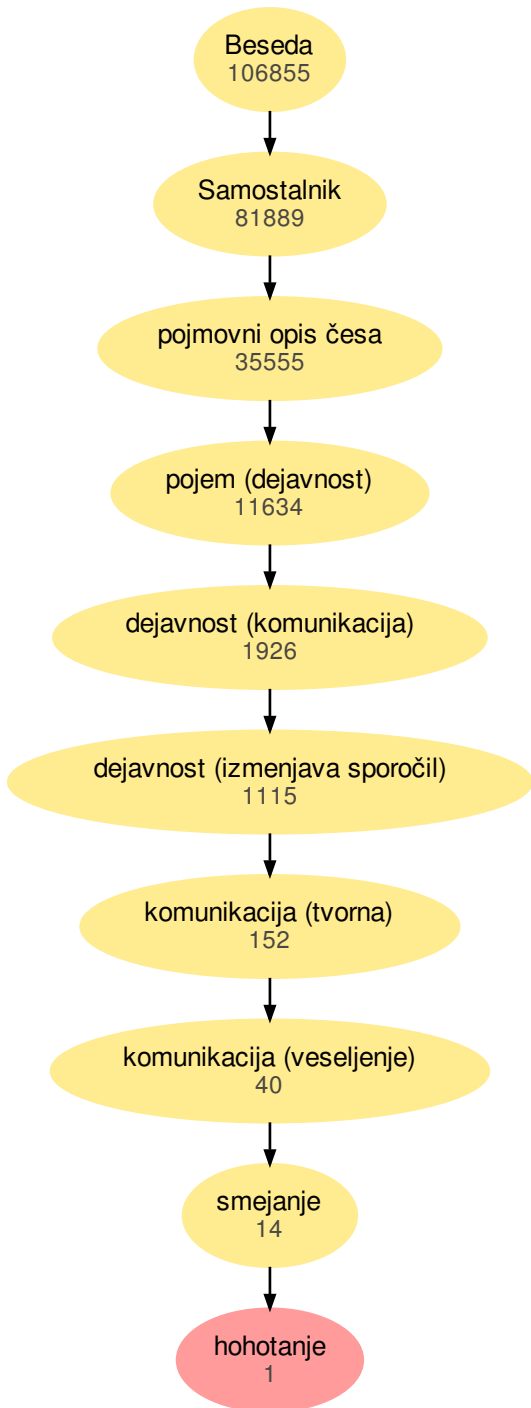 Beseda
106855
Samostalnik
81889
pojmovni opis česa
35555
pojem (dejavnost)
11634
dejavnost (komunikacija)
1926
dejavnost (izmenjava sporočil)
1115
komunikacija (tvorna)
152
komunikacija (veseljenje)
40
smejanje
14
hohotanje
1